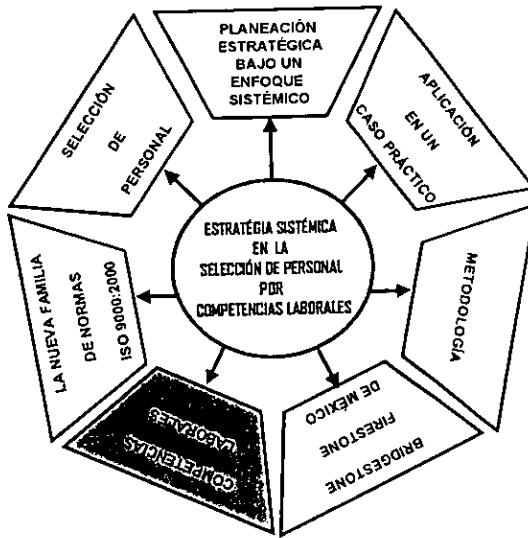 PLANEACIÓN
ESTRATÉGICA
BAJO UN
ENFOQUE
SISTÉMICO
APLICACIÓN
EN UN
CASO PRÁCTICO
METODOLOGÍA
BRIDGESTONE
FIRESTONE
DE MÉXICO
COMPETENCIAS
LABORALES
LA NUEVA FAMILIA
DE NORMAS
ISO 9000:2000
SELECCIÓN
DE
PERSONAL
ESTRATÉGIA SISTÉMICA
EN LA
SELECCIÓN DE PERSONAL
POR
COMPETENCIAS LABORALES